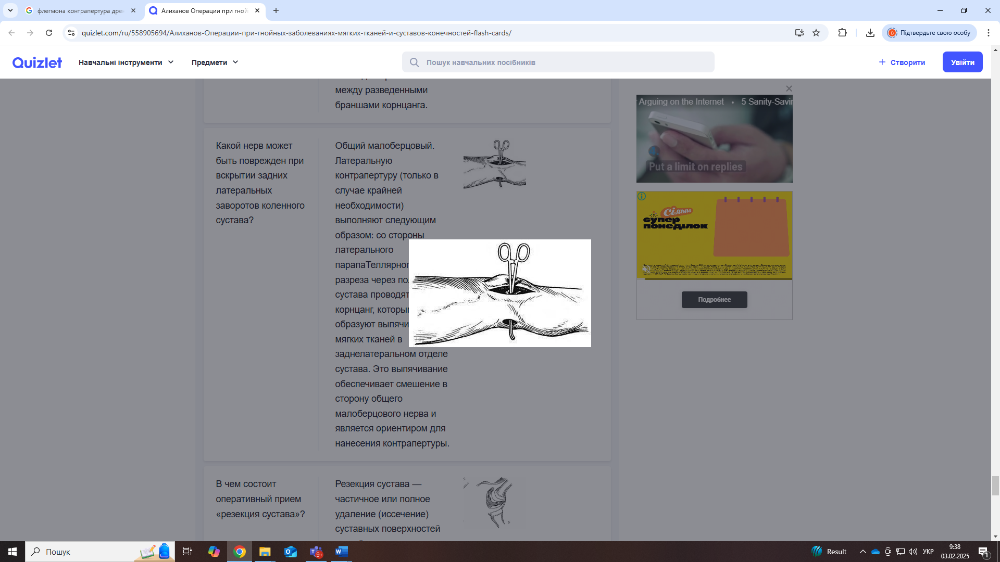 флегмона контрапертура дре
Алиханов Операции при гной
quizlet.com/ru/558905694/Алиханов-Операции-при-гнойных-заболеваниях-мягких-тканей-и-суставов-конечностей-flash-cards/
Підтвердьте свою особу
Quizlet
Навчальні інструменти
Предмети
Пошук навчальних посібників
Створити
Увійти
между разведенными
браншами корнцанга.
Какой нерв может
быть поврежден при
вскрытии задних
латеральных
заворотов коленного
сустава?
Общий малоберцовый.
Латеральную
контрапертуру (только в
случае крайней
необходимости)
выполняют следующим
образом: со стороны
латерального
парапаТеллярног
разреза через по
сустава проводят
корнцанг, которы
образуют выпячи
мягких тканей в
заднелатеральном отделе
сустава. Это выпячивание
обеспечивает смешение в
сторону общего
малоберцового нерва и
является ориентиром для
нанесения контрапертуры.
В чем состоит
оперативный прием
«резекция сустава»?
Резекция сустава —
частичное или полное
удаление (иссечение)
суставных поверхностей
Arguing on the Internet • 5 Sanity-Savin
Put a limit on replies
Сільпо
супер
понеділок
Подробнее
Пошук
9+
Result
УКР
9:38
03.02.2025
1